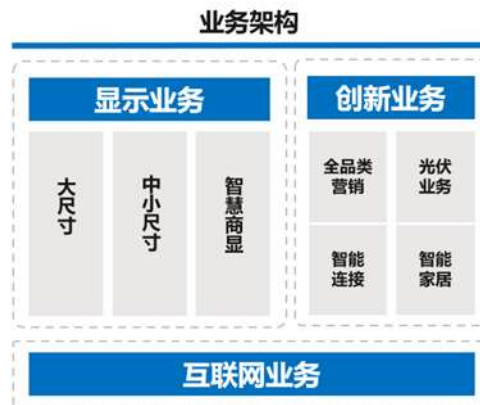 业务架构
显示业务
大尺寸
中小尺寸
智慧商显
创新业务
全品类
营销
光伏
业务
智能
连接
智能
家居
互联网业务